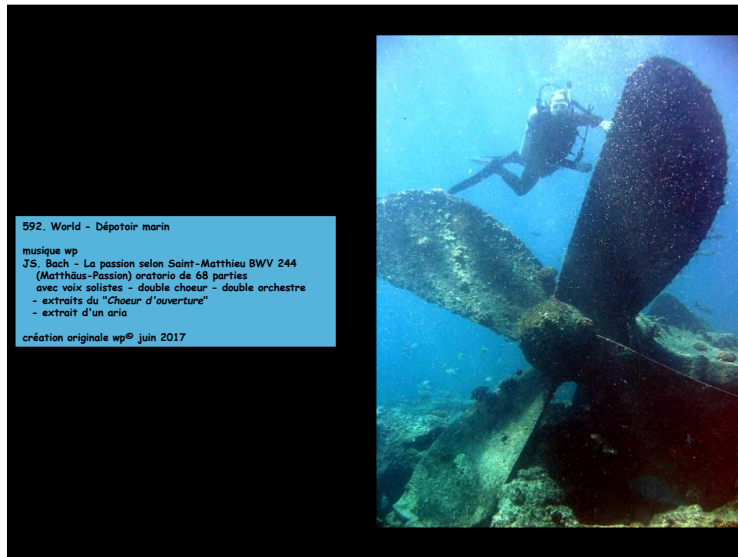 592. World - Dépotoir marin
musique wp
JS. Bach - La passion selon Saint-Matthieu BWV 244
(Matthäus-Passion) oratorio de 68 parties
avec voix solistes - double choeur - double orchestre
- extraits du "Choeur d'ouverture"
- extrait d'un aria
création originale wp© juin 2017